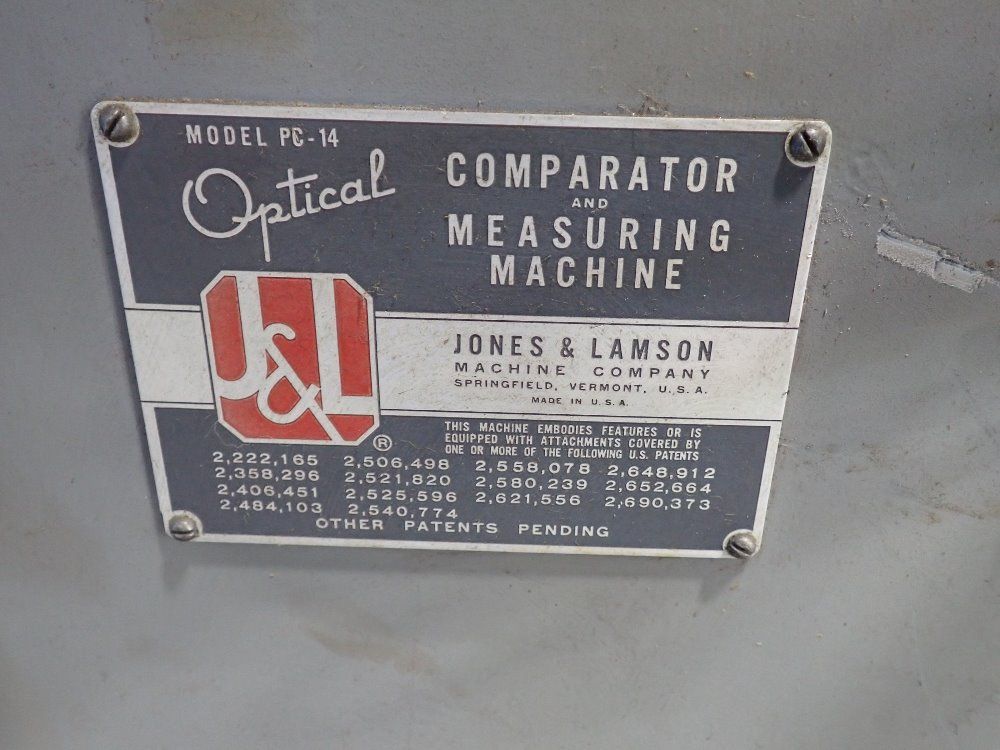 MODEL PC-14
Optical
COMPARATOR
AND
MEASURING
MACHINE
J&L
®
JONES & LAMSON
MACHINE COMPANY
SPRINGFIELD, VERMONT, U.S.A.
MADE IN U.S.A.
THIS MACHINE EMBODIES FEATURES OR IS
EQUIPPED WITH ATTACHMENTS COVERED BY
ONE OR MORE OF THE FOLLOWING U.S. PATENTS
2,222,165 2,506,498 2,558,078 2,648,912
2,358,296 2,521,820 2,580,239 2,652,664
2,406,451 2,525,596 2,621,556 2,690,373
2,484,103 2,540,774
OTHER PATENTS PENDING